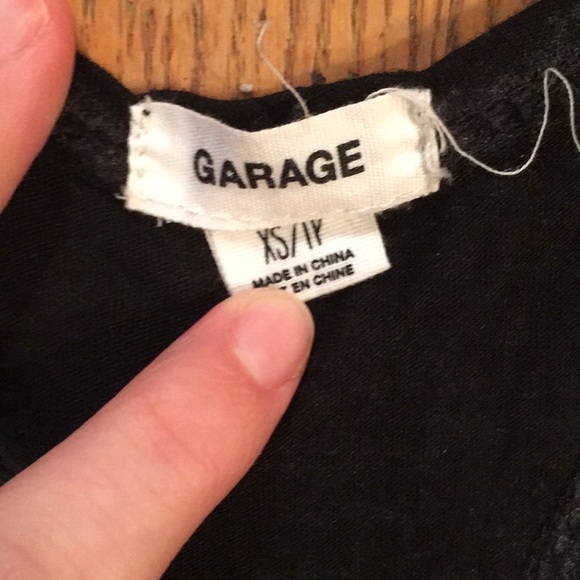 GARAGE
XS/TP
MADE IN CHINA
EN CHINE